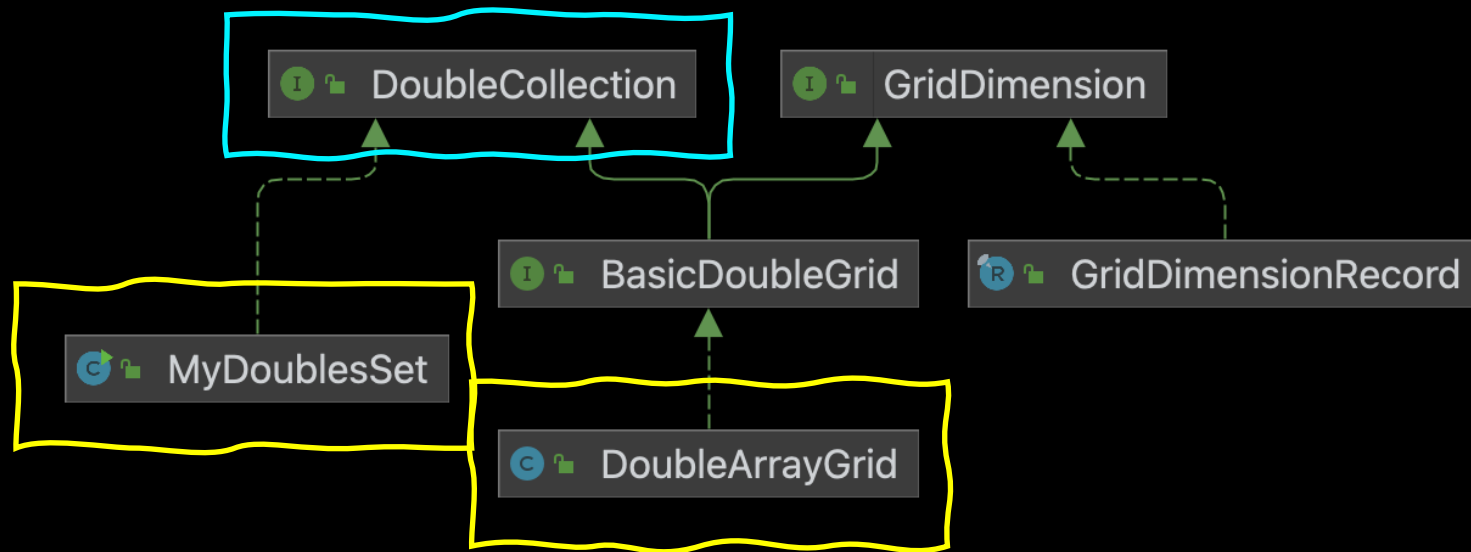 I DoubleCollection
I GridDimension
I BasicDoubleGrid
R GridDimensionRecord
C MyDoublesSet
C DoubleArrayGrid